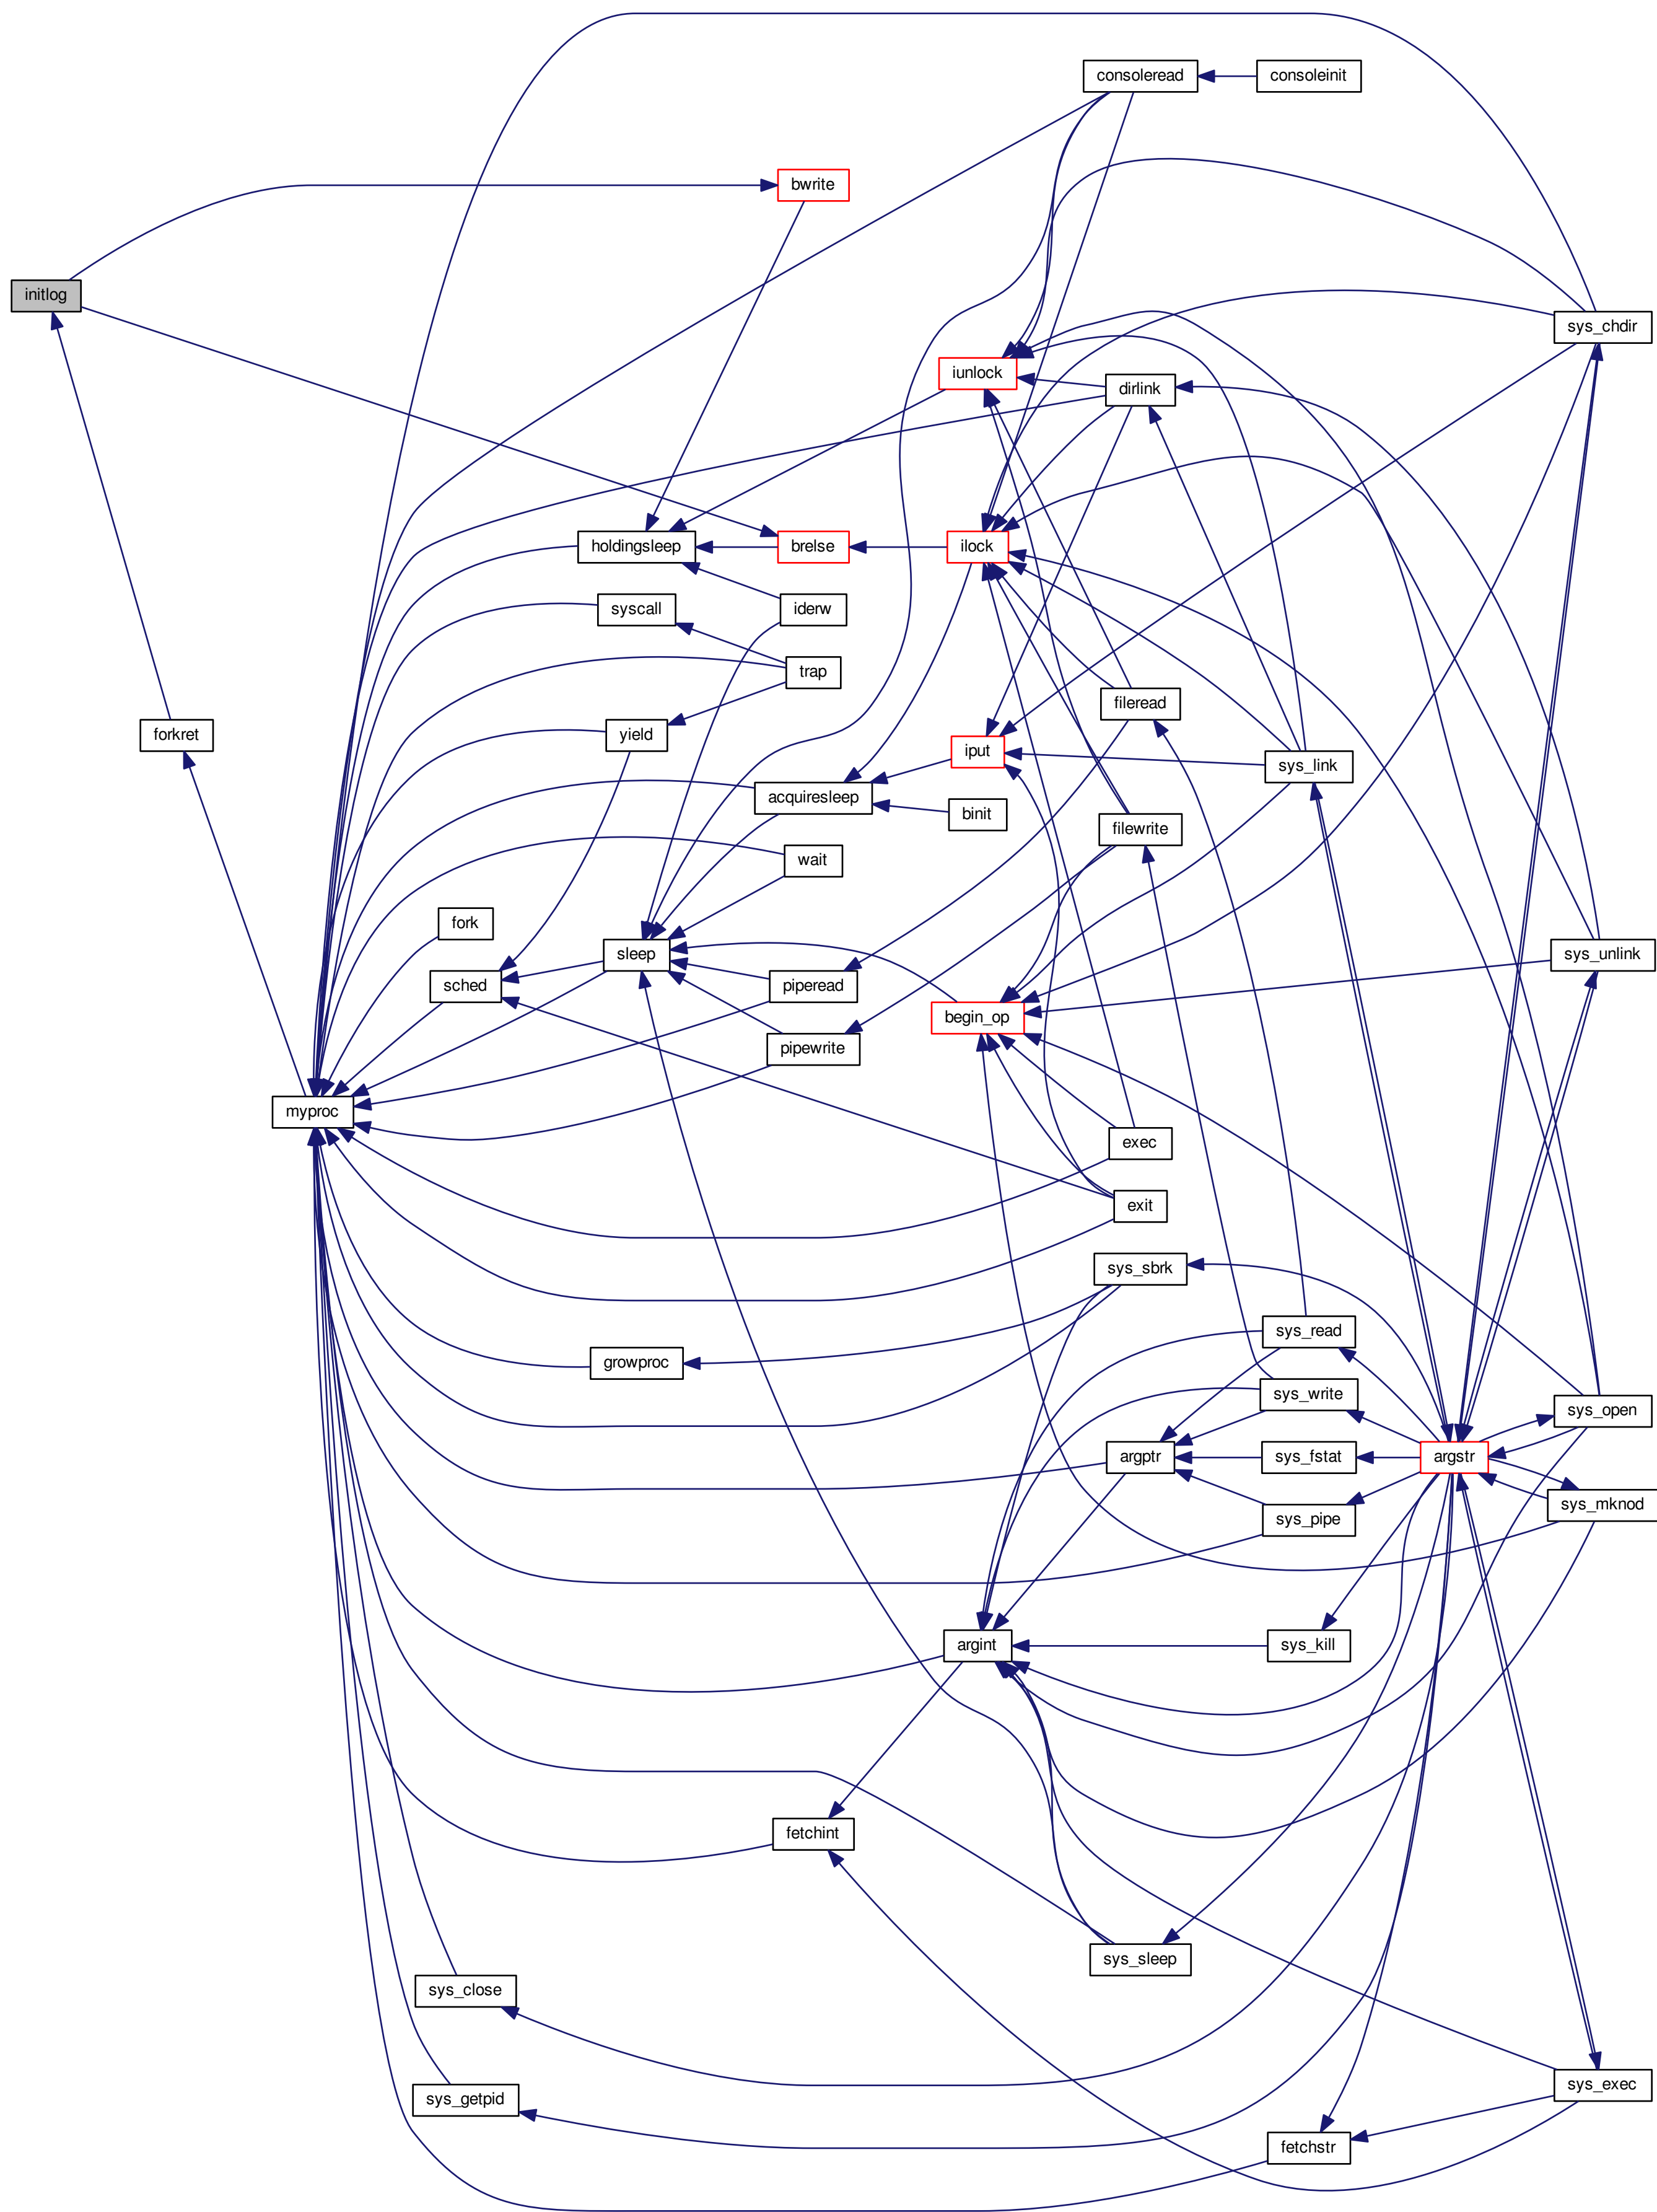 consoleread
consoleinit
bwrite
initlog
sys_chdir
iunlock
dirlink
holdingsleep
brelse
ilock
syscall
iderw
trap
fileread
forkret
yield
iput
sys_link
acquiresleep
binit
filewrite
wait
fork
sleep
sys_unlink
sched
piperead
begin_op
pipewrite
myproc
exec
exit
sys_sbrk
sys_read
growproc
sys_write
sys_open
argptr
sys_fstat
argstr
sys_mknod
sys_pipe
argint
sys_kill
fetchint
sys_sleep
sys_close
sys_exec
sys_getpid
fetchstr